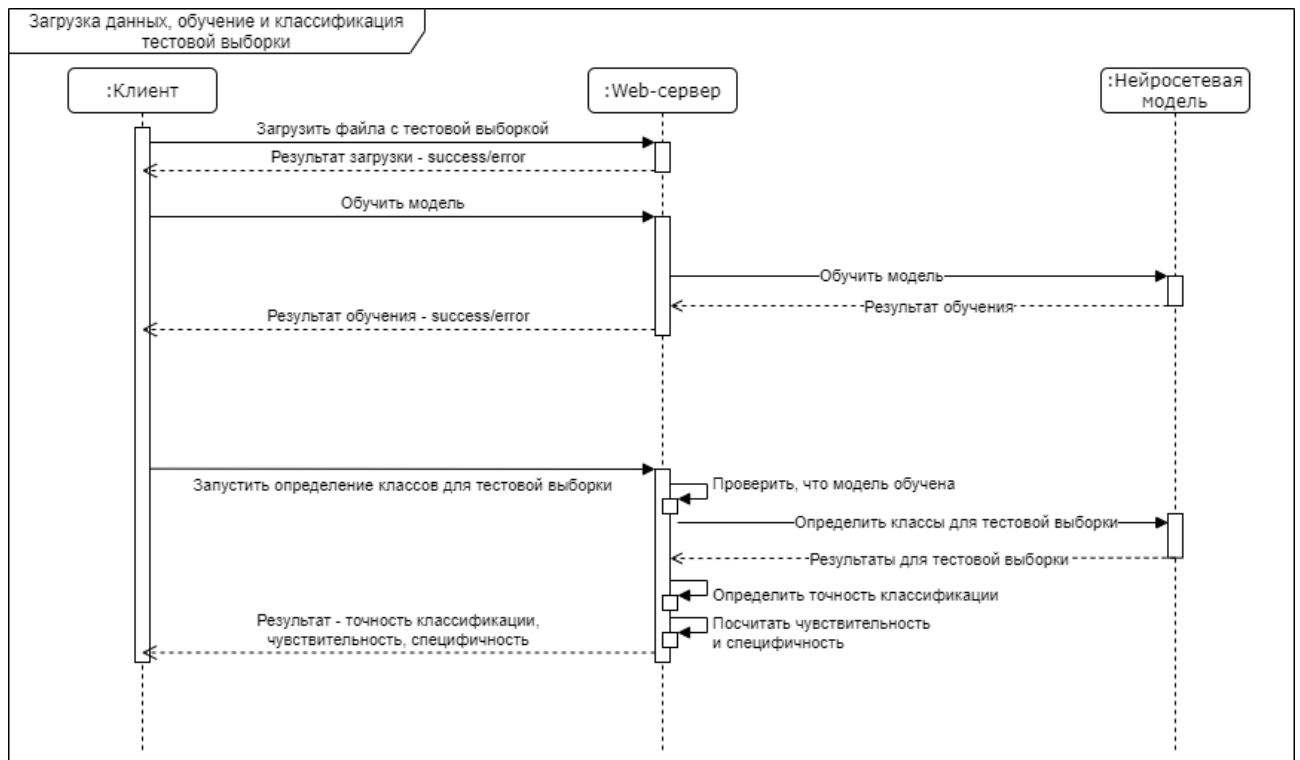 Загрузка данных, обучение и классификация
тестовой выборки
:Клиент
:Web-сервер
:Нейросетевая
модель
Загрузить файла с тестовой выборкой
Результат загрузки - success/error
Обучить модель
Обучить модель
Результат обучения
Результат обучения - success/error
Запустить определение классов для тестовой выборки
Проверить, что модель обучена
Определить классы для тестовой выборки
Результаты для тестовой выборки
Определить точность классификации
Посчитать чувствительность
и специфичность
Результат - точность классификации,
чувствительность, специфичность